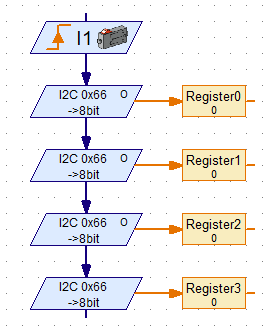 I1
I2C 0x66 O
->8bit
Register0
0
I2C 0x66 O
->8bit
Register1
0
I2C 0x66 O
->8bit
Register2
0
I2C 0x66
->8bit
Register3
0